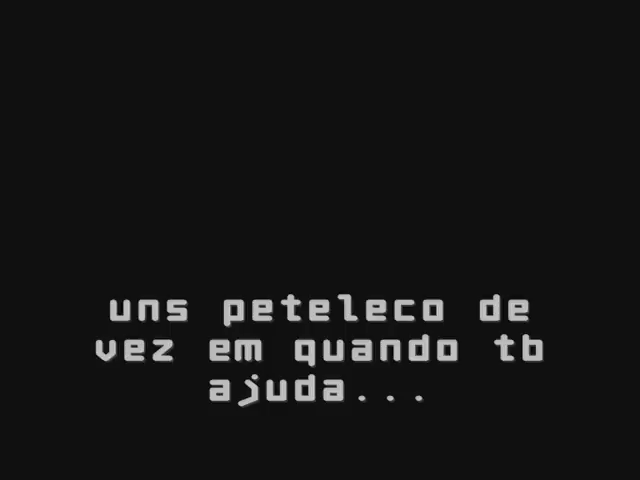 uns peteleco de
vez em quando tb
ajuda...